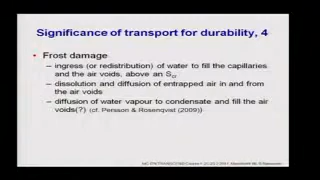 Significance of transport for durability, 4
• Frost damage
– ingress (or redistribution) of water to fill the capillaries
and the air voids, above an Scr
– dissolution and diffusion of entrapped air in and from
the air voids
– diffusion of water vapour to condensate and fill the air
voids(?) (cf. Persson & Rosenqvist (2009))